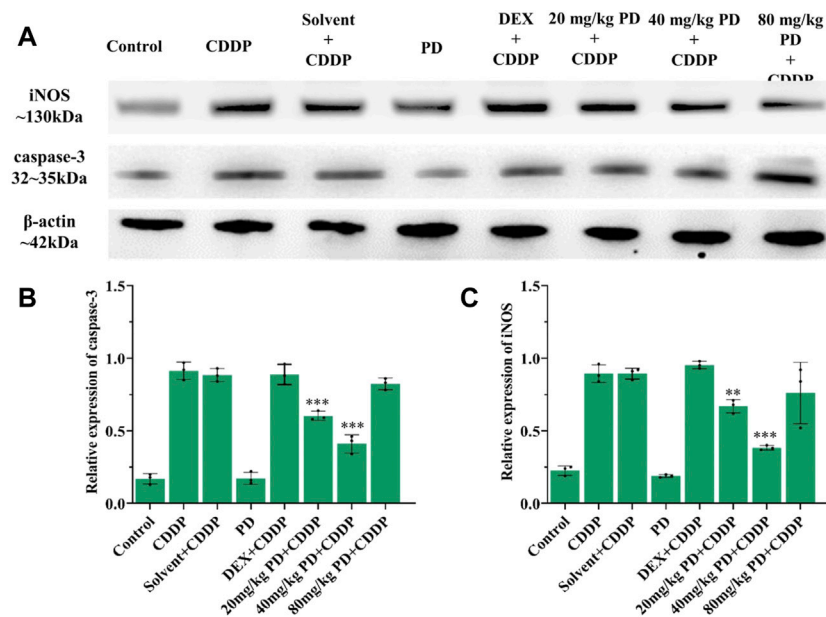 A
Control
CDDP
Solvent
+
CDDP
PD
DEX
+
CDDP
20 mg/kg PD
+
CDDP
40 mg/kg PD
+
CDDP
80 mg/kg
PD
+
CDDP
iNOS
~130kDa
caspase-3
32~35kDa
β-actin
~42kDa
B
Relative expression of caspase-3
1.5
1.0
0.5
0.0
***
***
Control
CDDP
Solvent+CDDP
PD
DEX+CDDP
20mg/kg PD+CDDP
40mg/kg PD+CDDP
80mg/kg PD+CDDP
C
Relative expression of iNOS
1.5
1.0
0.5
0.0
**
***
Control
CDDP
Solvent+CDDP
PD
DEX+CDDP
20mg/kg PD+CDDP
40mg/kg PD+CDDP
80mg/kg PD+CDDP